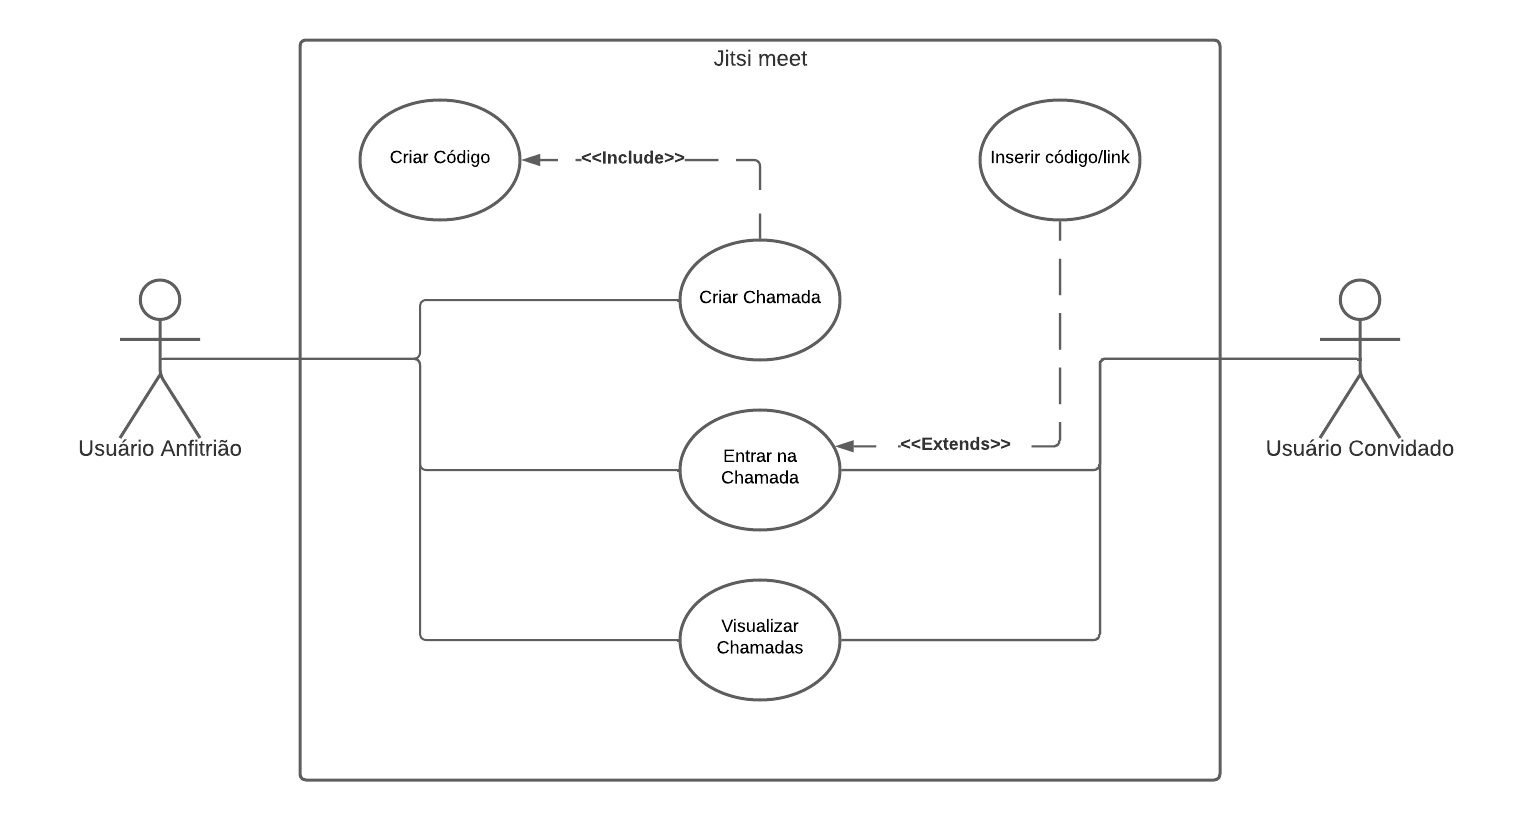 Jitsi meet
Criar Código
<<Include>>
Inserir código/link
Criar Chamada
Usuário Anfitrião
Entrar na
Chamada
<<Extends>>
Usuário Convidado
Visualizar
Chamadas